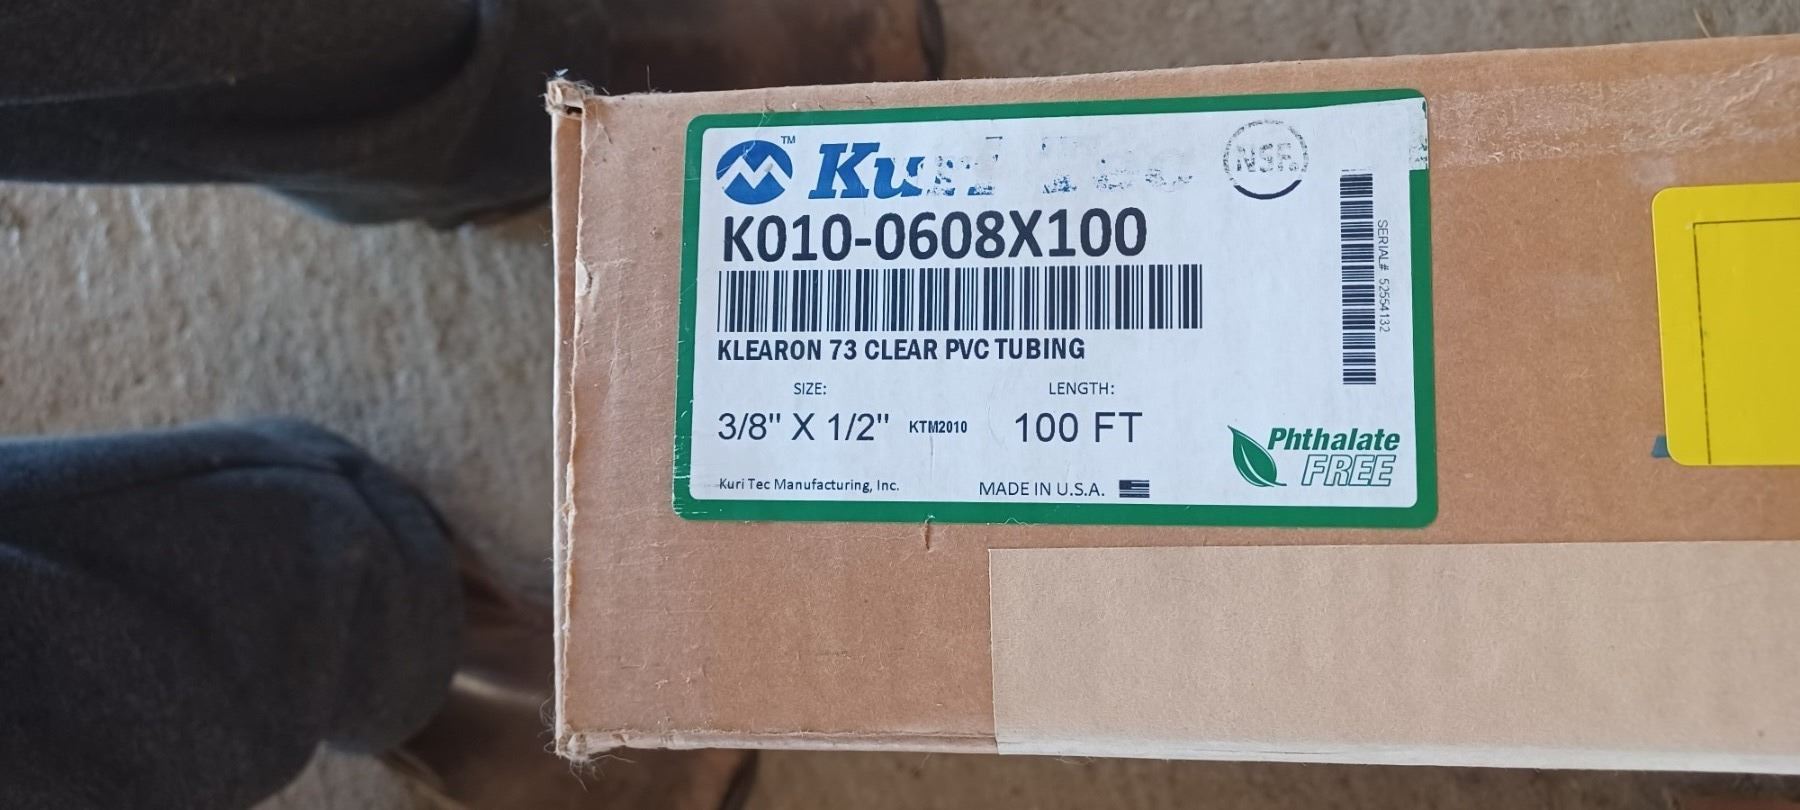 Kuri Tec
TM
NSF.
K010-0608X100
KLEARON 73 CLEAR PVC TUBING
SIZE:
LENGTH:
3/8" X 1/2" KTM2010 100 FT
Kuri Tec Manufacturing, Inc.
MADE IN U.S.A.
Phthalate
FREE
SERIAL# 52554132